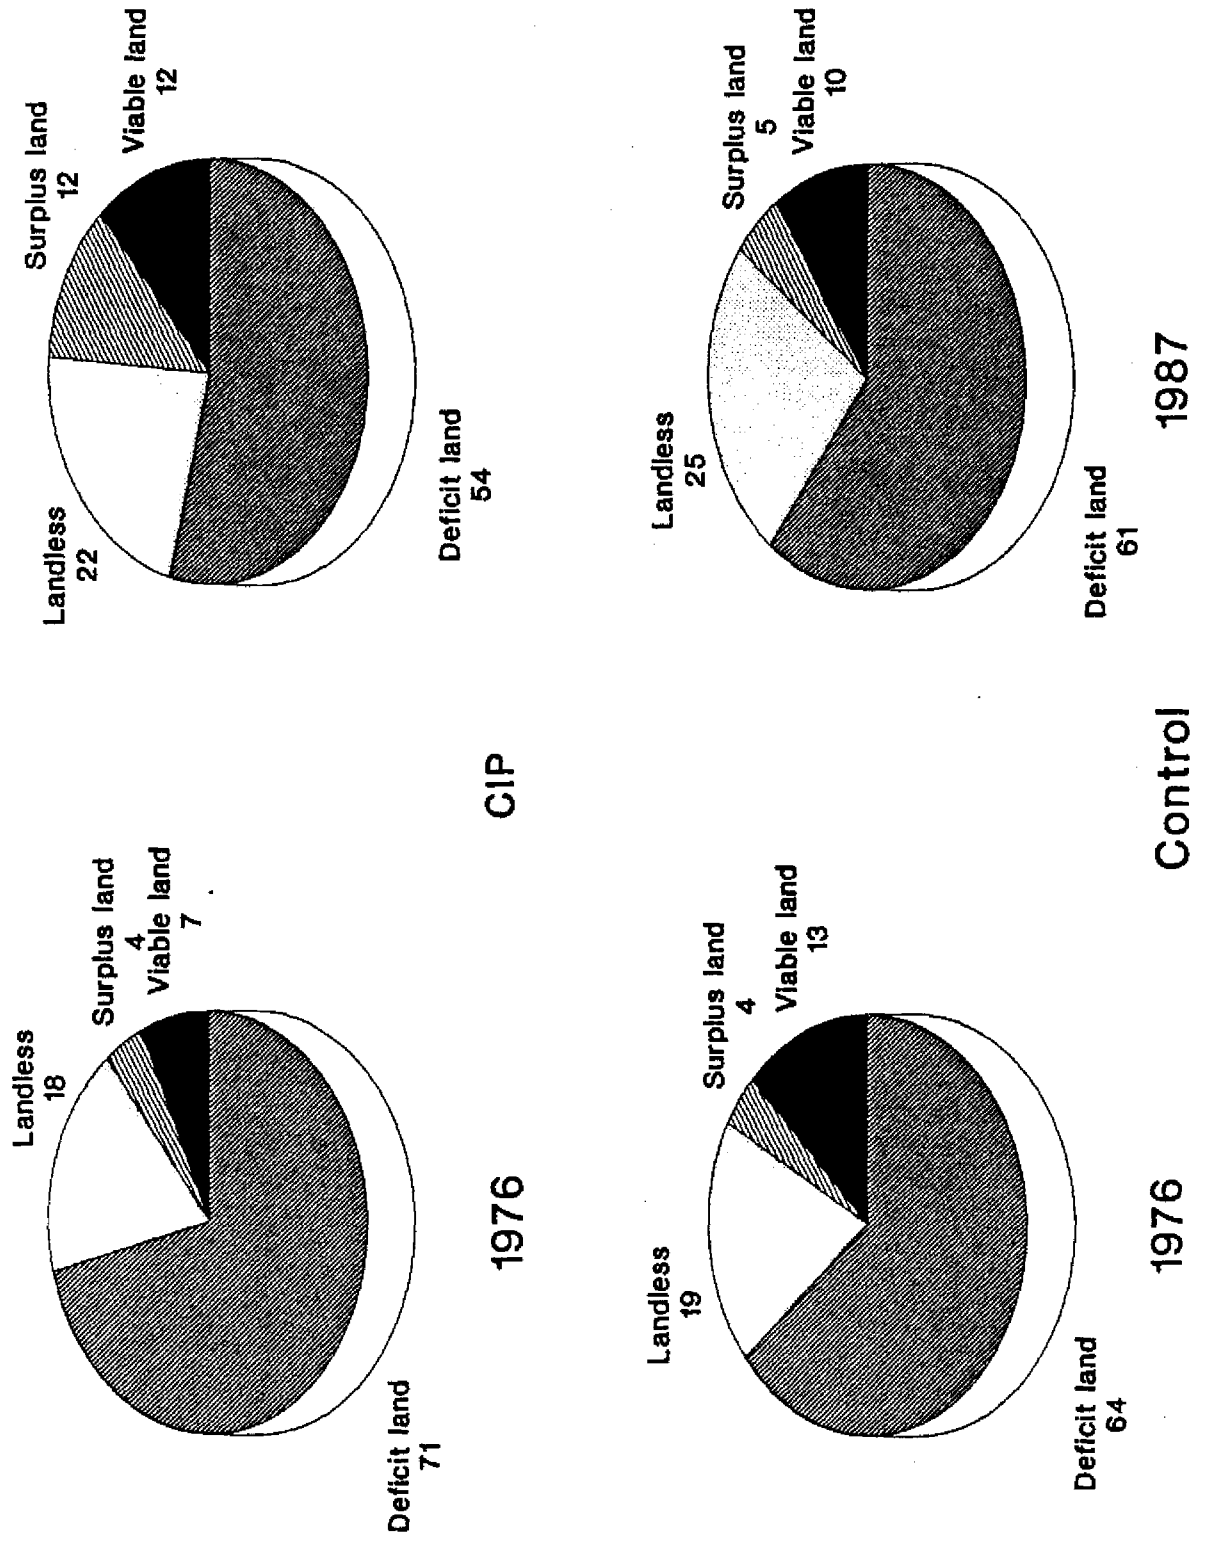 Landless
18
Surplus land
4
Viable land
7
Deficit land
71
1976
Landless
22
Surplus land
12
Viable land
12
Deficit land
54
CIP
Landless
19
Surplus land
4
Viable land
13
Deficit land
64
1976
Landless
25
Surplus land
5
Viable land
10
Deficit land
61
1987
Control